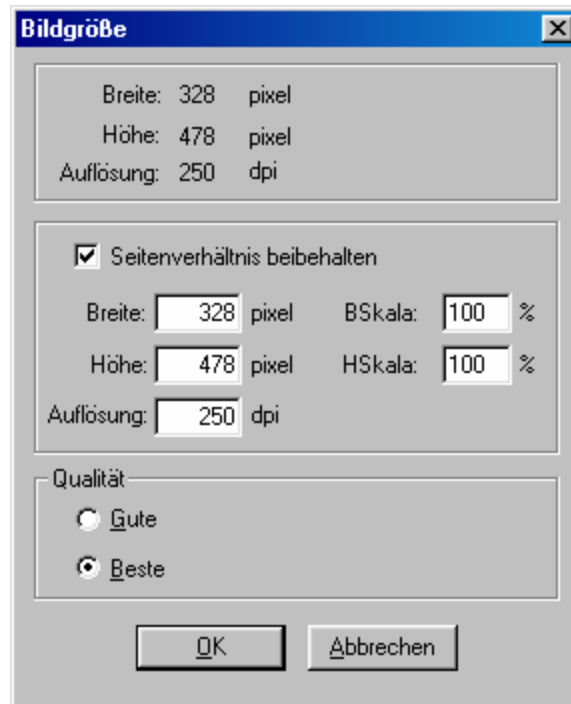 Bildgröße
Breite: 328 pixel
Höhe: 478 pixel
Auflösung: 250 dpi
Seitenverhältnis beibehalten
Breite: 328 pixel BSkala: 100 %
Höhe: 478 pixel HSkala: 100 %
Auflösung: 250 dpi
Qualität
Gute
Beste
OK Abbrechen